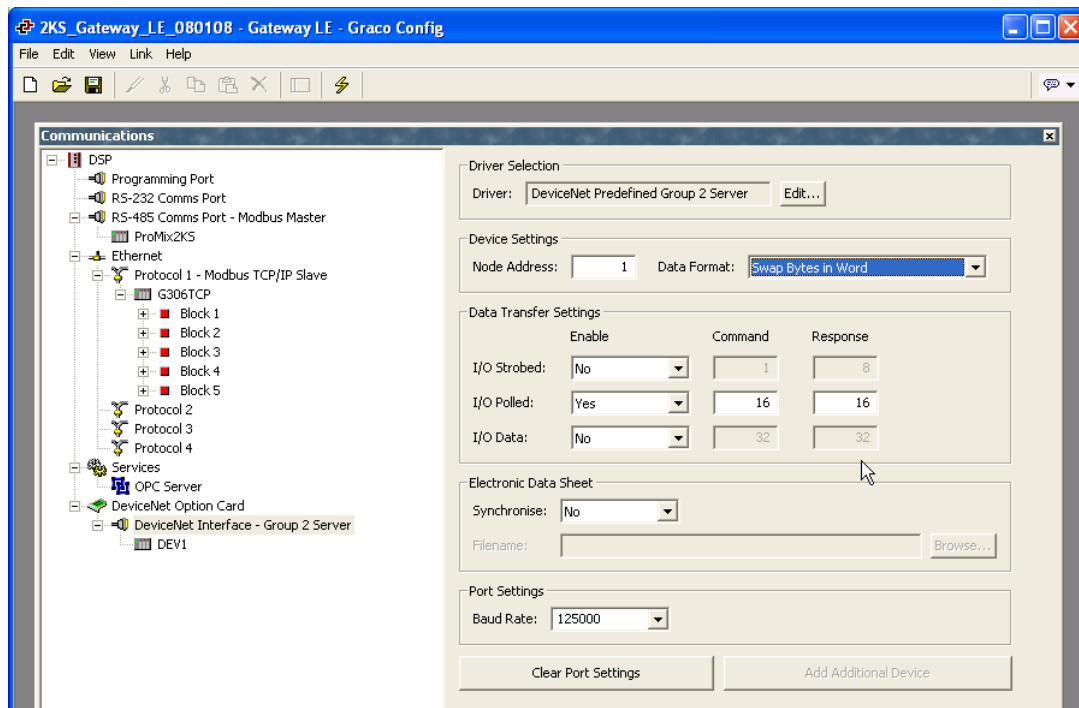 2KS_Gateway_LE_080108 - Gateway LE - Graco Config
File Edit View Link Help
Communications
DSP
Programming Port
RS-232 Comms Port
RS-485 Comms Port - Modbus Master
ProMix2KS
Ethernet
Protocol 1 - Modbus TCP/IP Slave
G306TCP
Block 1
Block 2
Block 3
Block 4
Block 5
Protocol 2
Protocol 3
Protocol 4
Services
OPC Server
DeviceNet Option Card
DeviceNet Interface - Group 2 Server
DEV1
Driver Selection
Driver: DeviceNet Predefined Group 2 Server Edit...
Device Settings
Node Address: 1 Data Format: Swap Bytes in Word
Data Transfer Settings
Enable Command Response
I/O Strobed: No 1 8
I/O Polled: Yes 16 16
I/O Data: No 32 32
Electronic Data Sheet
Synchronise: No
Filename: Browse...
Port Settings
Baud Rate: 125000
Clear Port Settings Add Additional Device